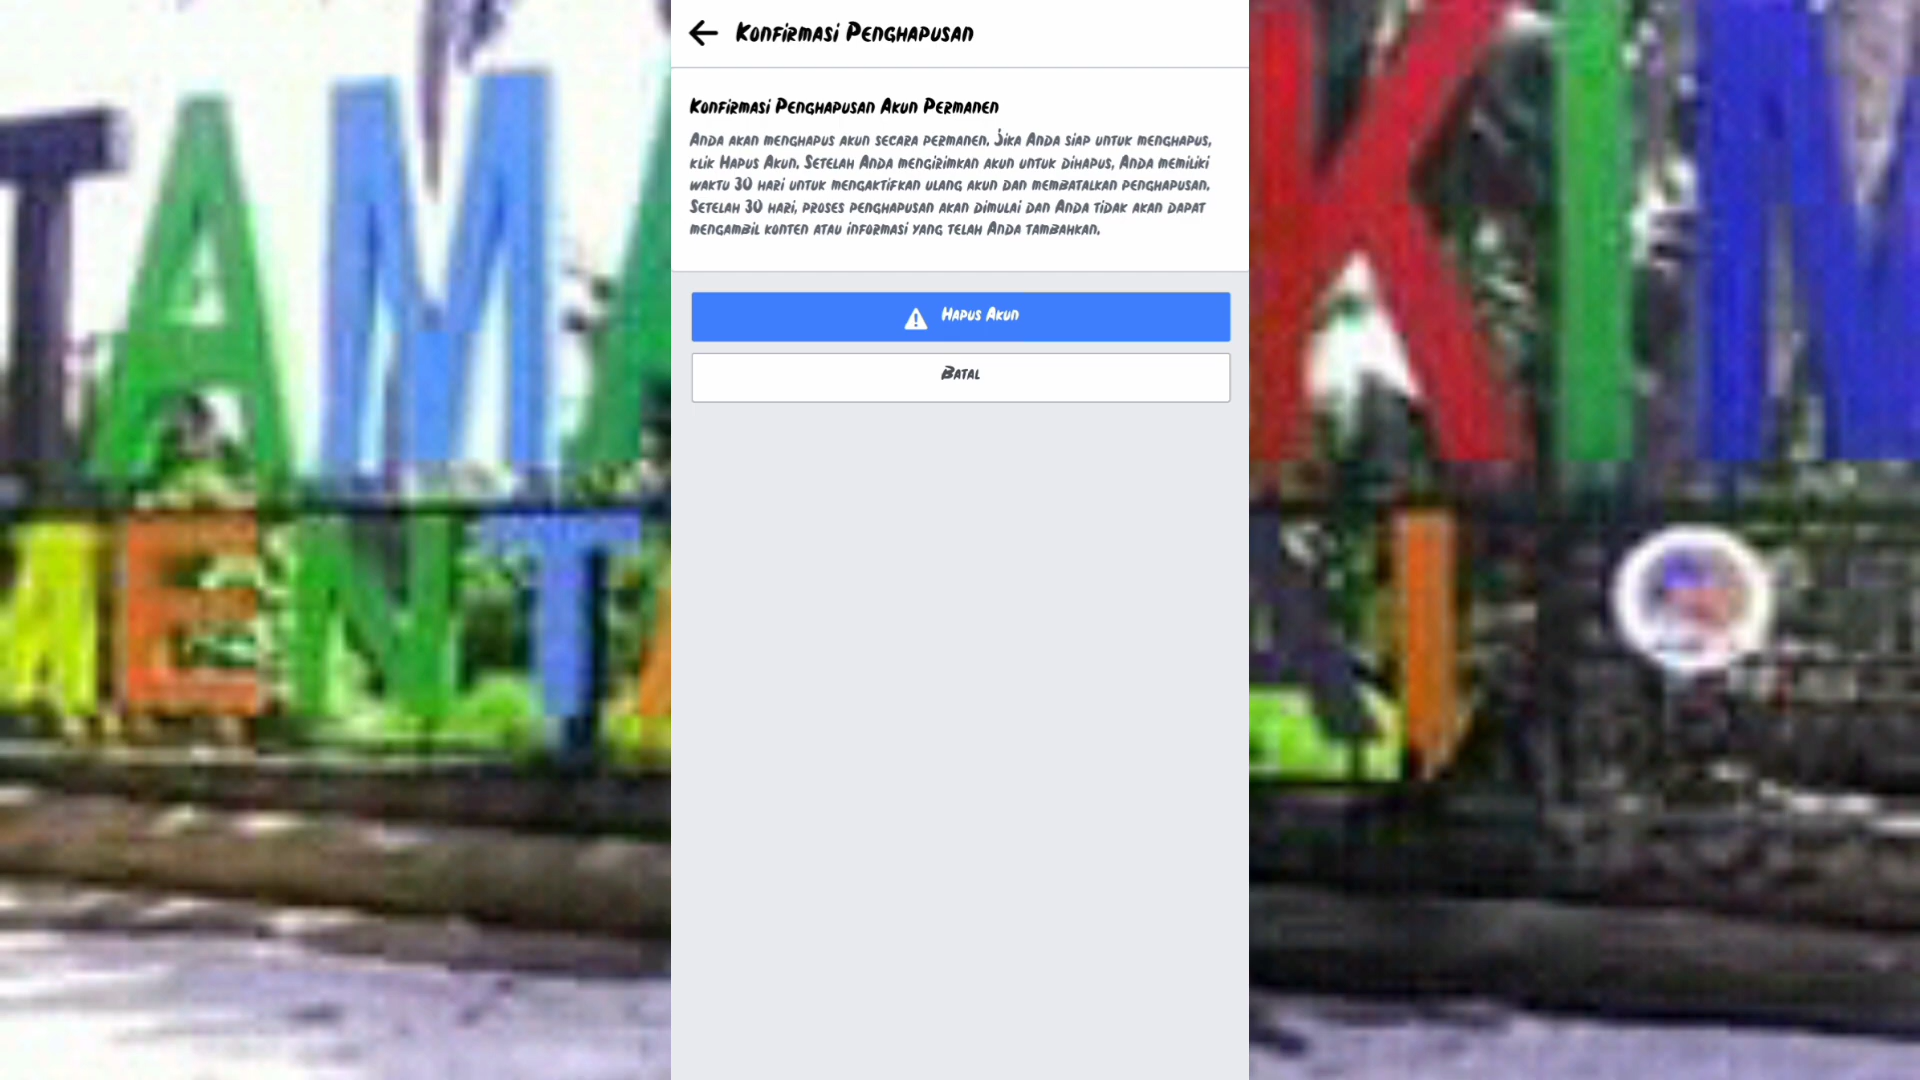 Konfirmasi Penghapusan
Konfirmasi Penghapusan Akun Permanen
Anda akan menghapus akun secara permanen. Jika Anda siap untuk menghapus,
klik Hapus Akun. Setelah Anda mengirimkan akun untuk dihapus, Anda memiliki
waktu 30 hari untuk mengaktifkan ulang akun dan membatalkan penghapusan.
Setelah 30 hari, proses penghapusan akan dimulai dan Anda tidak akan dapat
mengambil konten atau informasi yang telah Anda tambahkan.
Hapus Akun
Batal